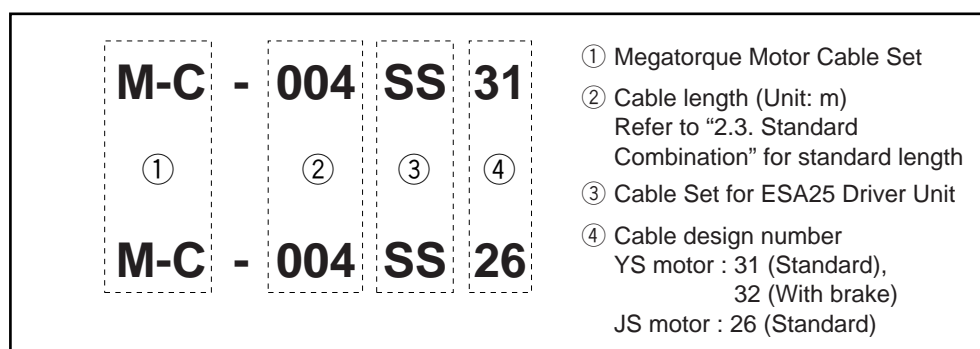 M-C - 004 SS 31
① ② ③ ④
M-C - 004 SS 26
① Megatorque Motor Cable Set
② Cable length (Unit: m)
Refer to “2.3. Standard
Combination” for standard length
③ Cable Set for ESA25 Driver Unit
④ Cable design number
YS motor : 31 (Standard),
32 (With brake)
JS motor : 26 (Standard)